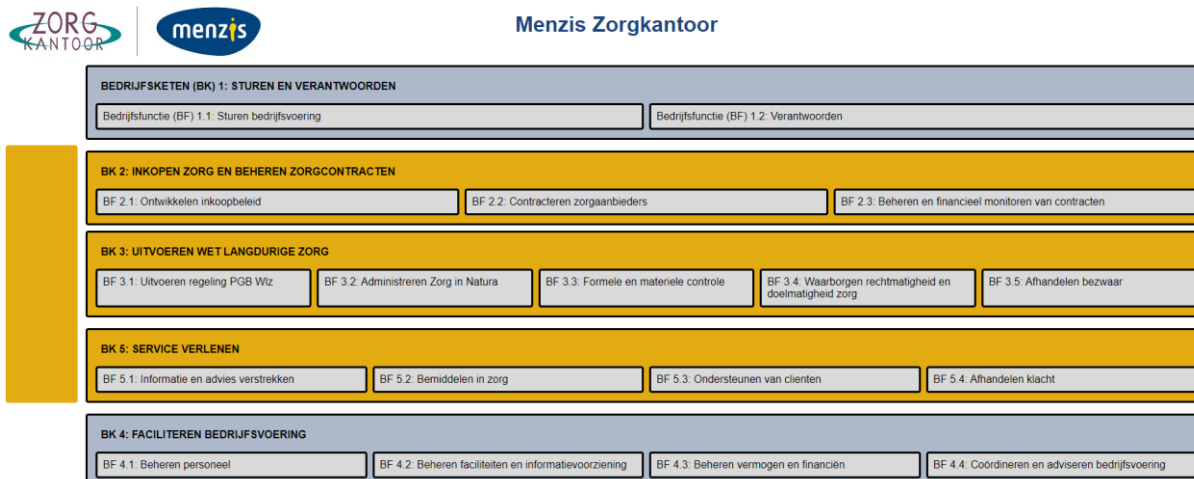 ZORG
KANTOOR
menzis
Menzis Zorgkantoor
BEDRIJFSKETEN (BK) 1: STUREN EN VERANTWOORDEN
Bedrijfsfunctie (BF) 1.1: Sturen bedrijfsvoering
Bedrijfsfunctie (BF) 1.2: Verantwoorden
BK 2: INKOPEN ZORG EN BEHEREN ZORGCONTRACTEN
BF 2.1: Ontwikkelen inkoopbeleid
BF 2.2: Contracteren zorgaanbieders
BF 2.3: Beheren en financieel monitoren van contracten
BK 3: UITVOEREN WET LANGDURIGE ZORG
BF 3.1: Uitvoeren regeling PGB Wlz
BF 3.2: Administreren Zorg in Natura
BF 3.3: Formele en materiele controle
BF 3.4: Waarborgen rechtmatigheid en
doelmatigheid zorg
BF 3.5: Afhandelen bezwaar
BK 5: SERVICE VERLENEN
BF 5.1: Informatie en advies verstrekken
BF 5.2: Bemiddelen in zorg
BF 5.3: Ondersteunen van clienten
BF 5.4: Afhandelen klacht
BK 4: FACILITEREN BEDRIJFSVOERING
BF 4.1: Beheren personeel
BF 4.2: Beheren faciliteiten en informatievoorziening
BF 4.3: Beheren vermogen en financiën
BF 4.4: Coördineren en adviseren bedrijfsvoering